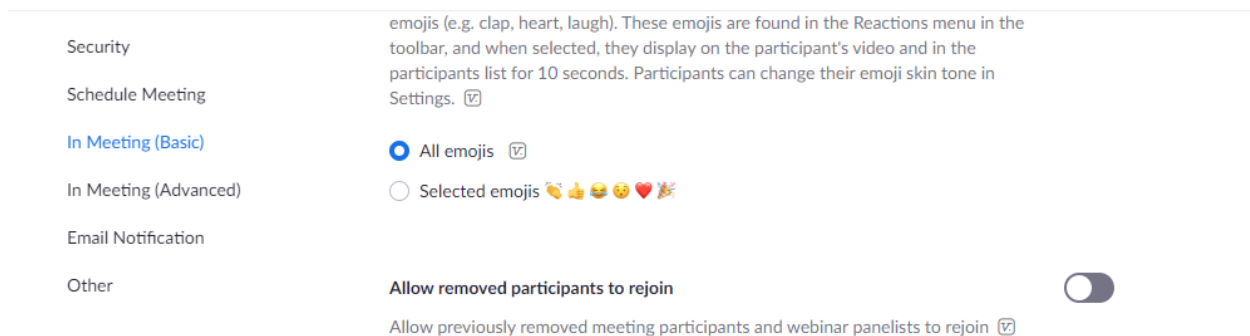 emojis (e.g. clap, heart, laugh). These emojis are found in the Reactions menu in the
toolbar, and when selected, they display on the participant's video and in the
participants list for 10 seconds. Participants can change their emoji skin tone in
Settings.
Security
Schedule Meeting
In Meeting (Basic)
In Meeting (Advanced)
Email Notification
Other
All emojis
Selected emojis 👏👍😂😯❤️🎉
Allow removed participants to rejoin
Allow previously removed meeting participants and webinar panelists to rejoin